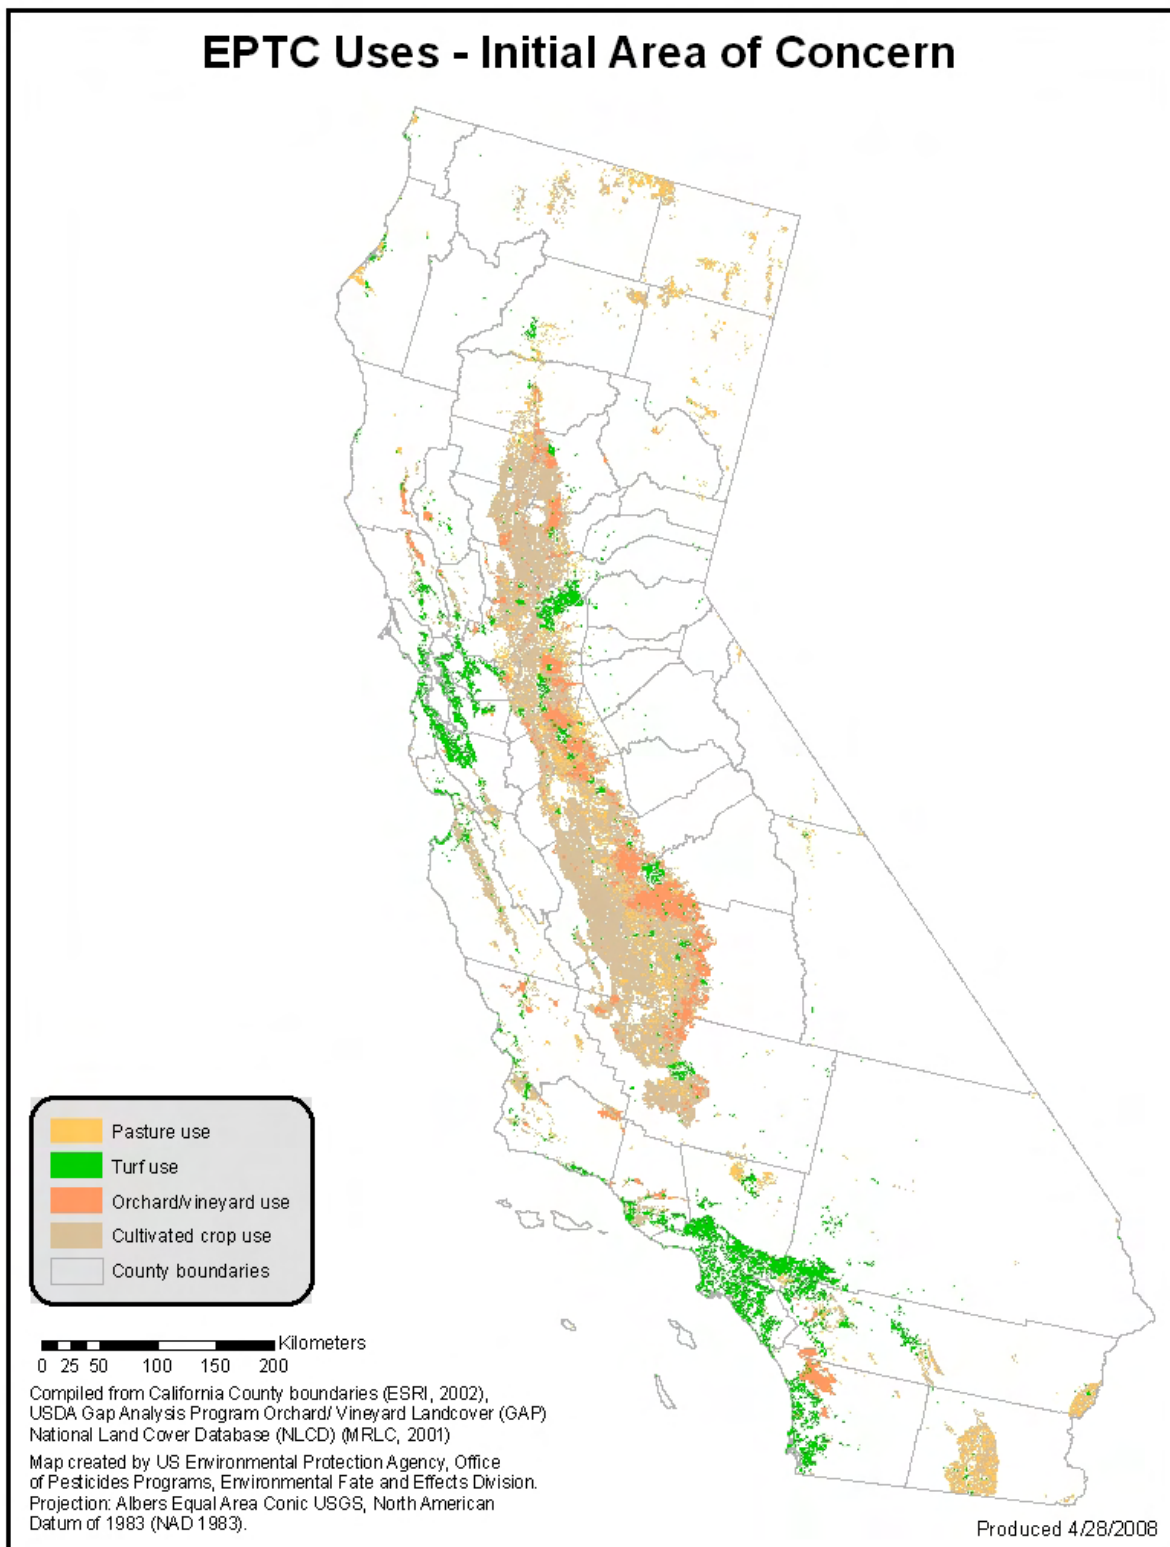 EPTC Uses - Initial Area of Concern
Pasture use
Turf use
Orchard/vineyard use
Cultivated crop use
County boundaries
Kilometers
0 25 50 100 150 200
Compiled from California County boundaries (ESRI, 2002),
USDA Gap Analysis Program Orchard/ Vineyard Landcover (GAP)
National Land Cover Database (NLCD) (MRLC, 2001)
Map created by US Environmental Protection Agency, Office
of Pesticides Programs, Environmental Fate and Effects Division.
Projection: Albers Equal Area Conic USGS, North American
Datum of 1983 (NAD 1983).
Produced 4/28/2008